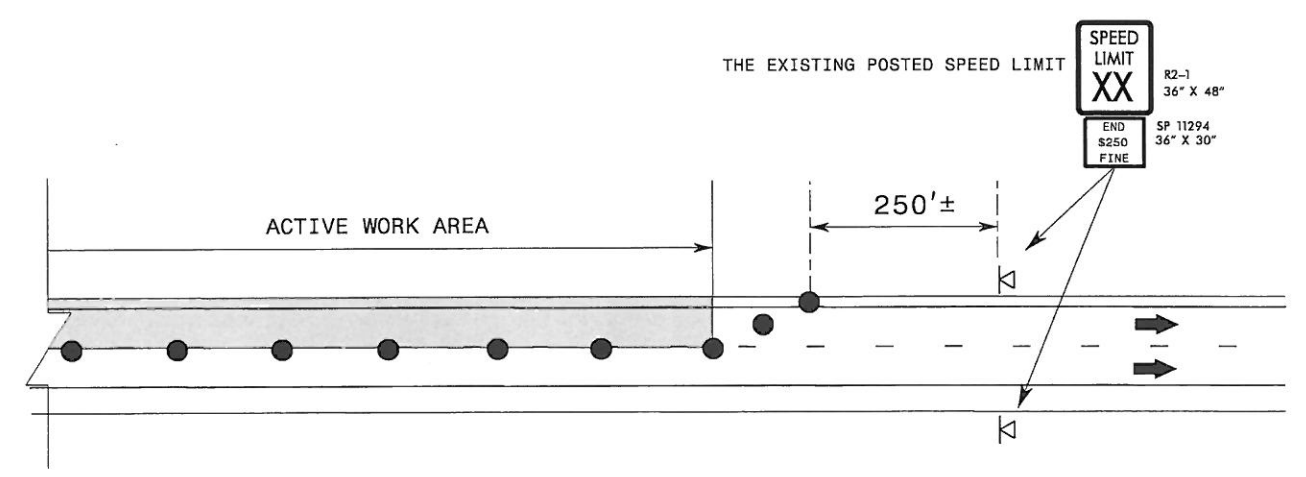 SPEED
LIMIT
XX
THE EXISTING POSTED SPEED LIMIT
R2-1
36" X 48"
END
$250
FINE
SP 11294
36" X 30"
250'±
ACTIVE WORK AREA